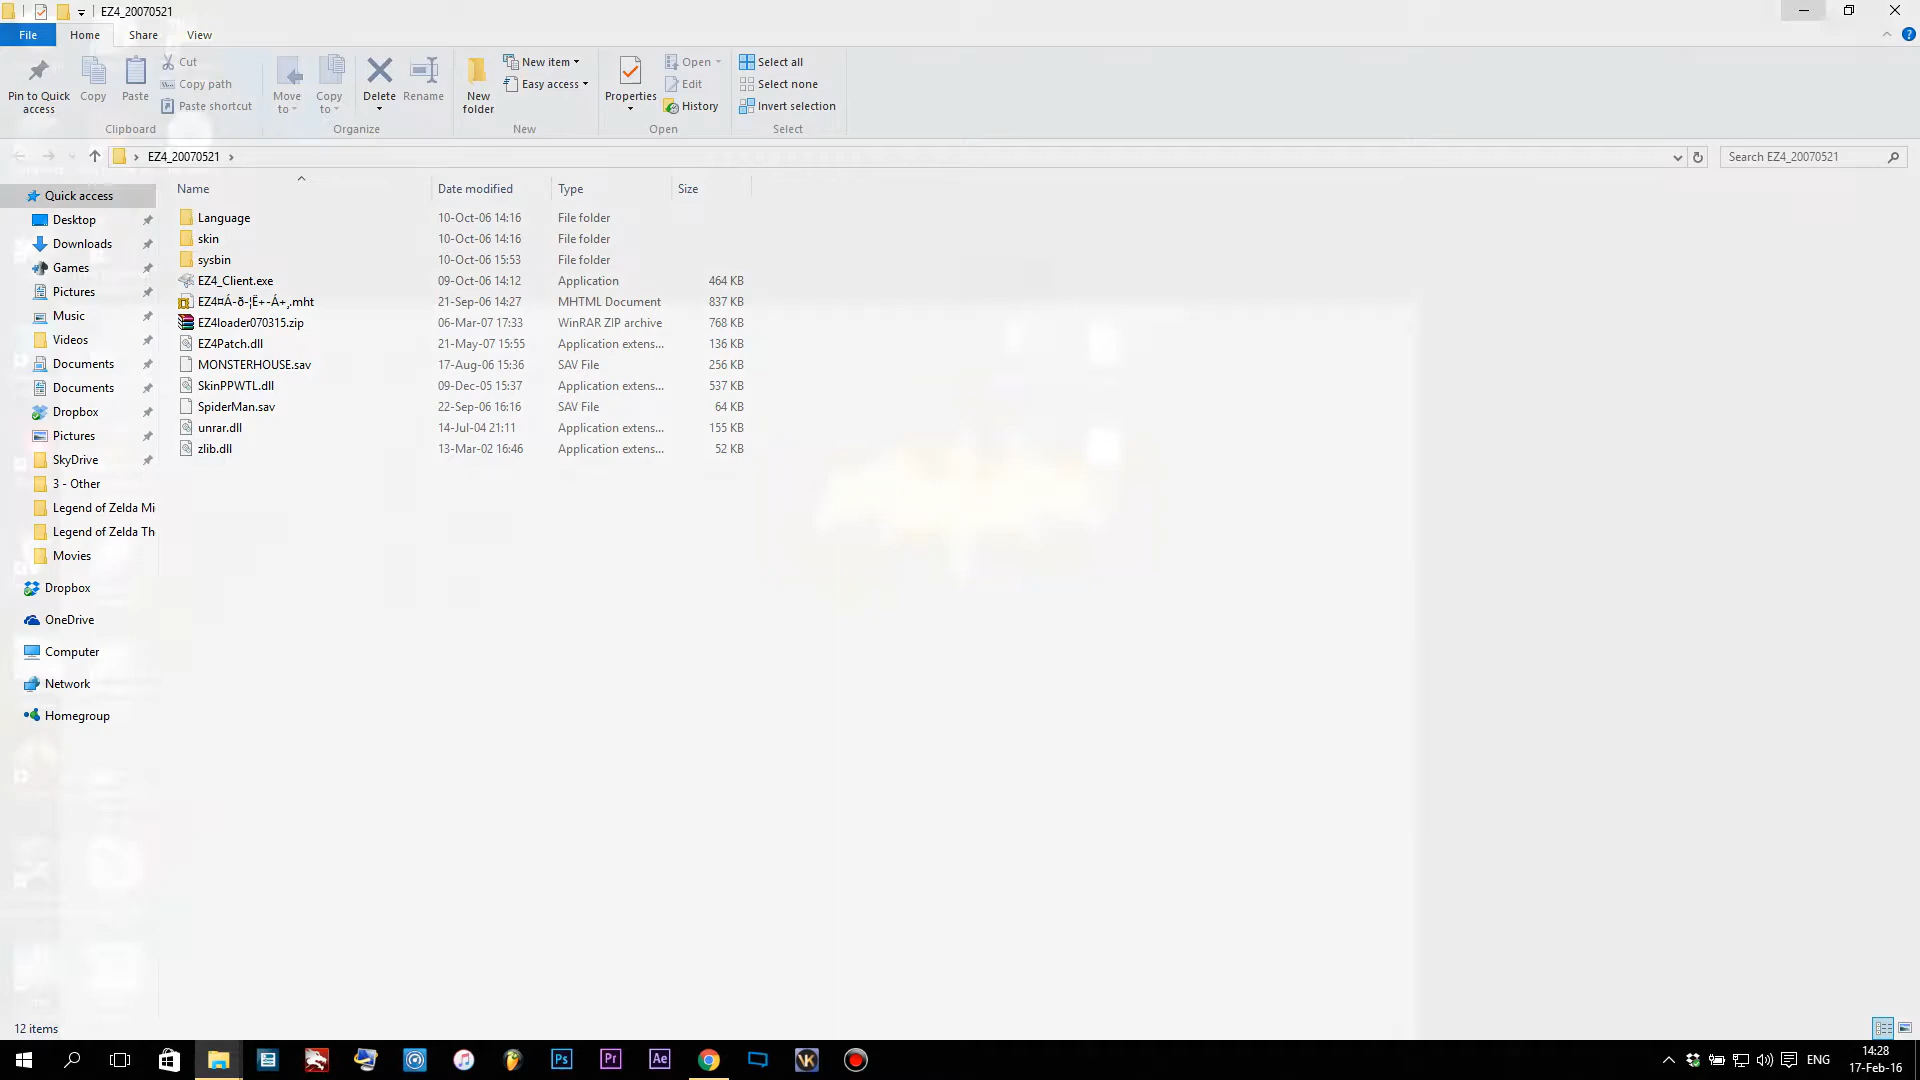 EZ4_20070521
File Home Share View
Pin to Quick access
Copy
Paste
Cut
Copy path
Paste shortcut
Clipboard
Move to
Copy to
Delete
Rename
Organize
New folder
New item
Easy access
New
Properties
Open
Edit
History
Open
Select all
Select none
Invert selection
Select
EZ4_20070521
Search EZ4_20070521
Name Date modified Type Size
Language 10-Oct-06 14:16 File folder
skin 10-Oct-06 14:16 File folder
sysbin 10-Oct-06 15:53 File folder
EZ4_Client.exe 09-Oct-06 14:12 Application 464 KB
EZ4¤Á-ð-¦Ë+-Á+¸.mht 21-Sep-06 14:27 MHTML Document 837 KB
EZ4loader070315.zip 06-Mar-07 17:33 WinRAR ZIP archive 768 KB
EZ4Patch.dll 21-May-07 15:55 Application extens... 136 KB
MONSTERHOUSE.sav 17-Aug-06 15:36 SAV File 256 KB
SkinPPWTL.dll 09-Dec-05 15:37 Application extens... 537 KB
SpiderMan.sav 22-Sep-06 16:16 SAV File 64 KB
unrar.dll 14-Jul-04 21:11 Application extens... 155 KB
zlib.dll 13-Mar-02 16:46 Application extens... 52 KB
Quick access
Desktop
Downloads
Games
Pictures
Music
Videos
Documents
Documents
Dropbox
Pictures
SkyDrive
3 - Other
Legend of Zelda Mi
Legend of Zelda Th
Movies
Dropbox
OneDrive
Computer
Network
Homegroup
12 items
Ps Pr Ae VK
ENG
14:28
17-Feb-16